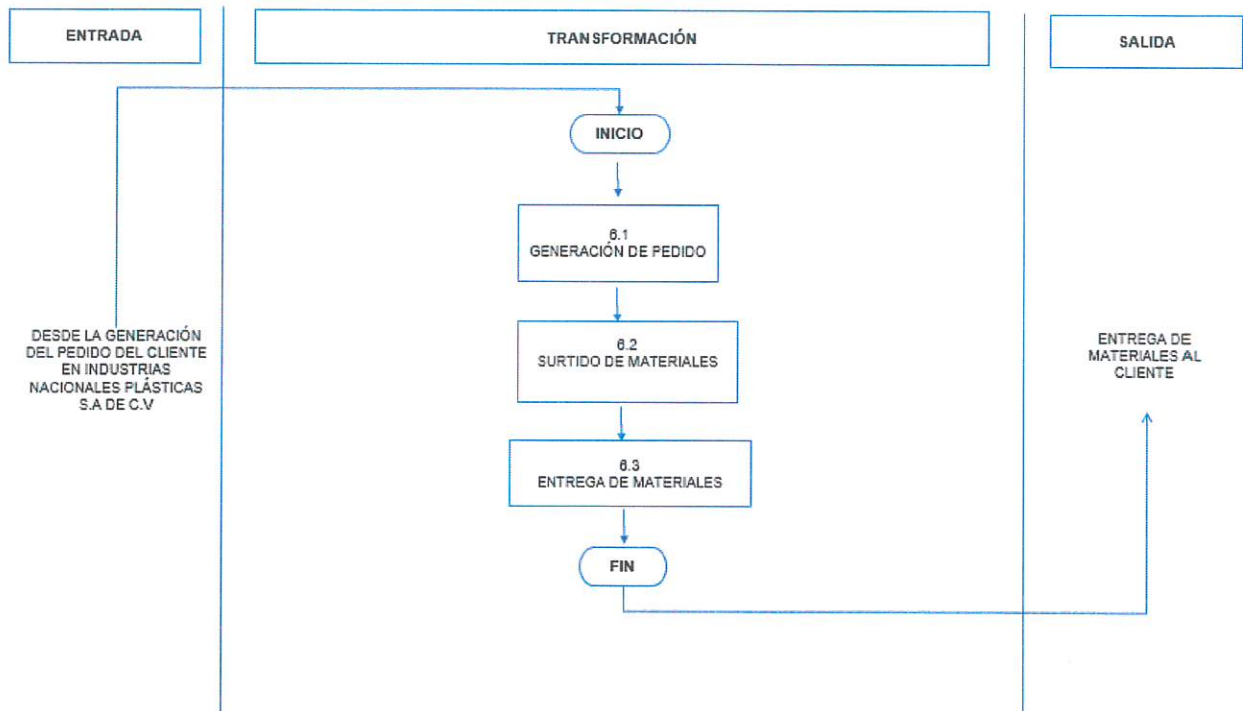 ENTRADA
TRANSFORMACIÓN
SALIDA
INICIO
6.1
GENERACIÓN DE PEDIDO
6.2
SURTIDO DE MATERIALES
6.3
ENTREGA DE MATERIALES
FIN
DESDE LA GENERACIÓN
DEL PEDIDO DEL CLIENTE
EN INDUSTRIAS
NACIONALES PLÁSTICAS
S.A DE C.V
ENTREGA DE
MATERIALES AL
CLIENTE